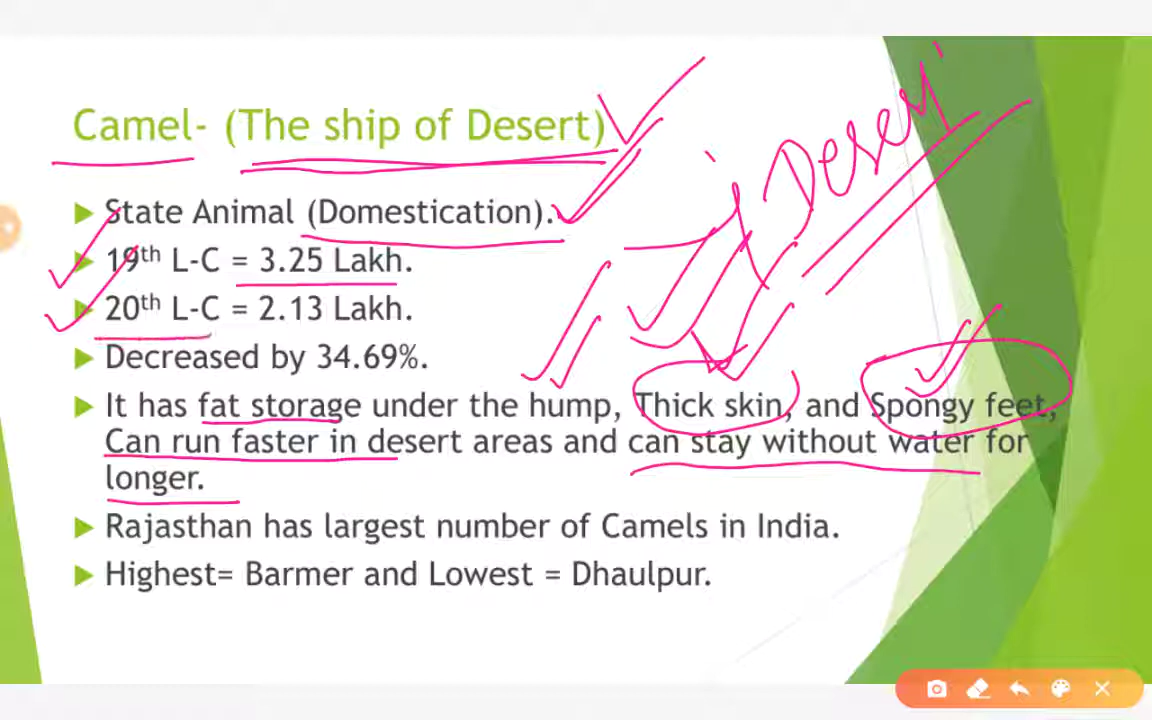 Camel- (The ship of Desert)
State Animal (Domestication).
19th L-C = 3.25 Lakh.
20th L-C = 2.13 Lakh.
Decreased by 34.69%.
It has fat storage under the hump, Thick skin, and Spongy feet,
Can run faster in desert areas and can stay without water for
longer.
Rajasthan has largest number of Camels in India.
Highest= Barmer and Lowest = Dhaulpur.
Desert